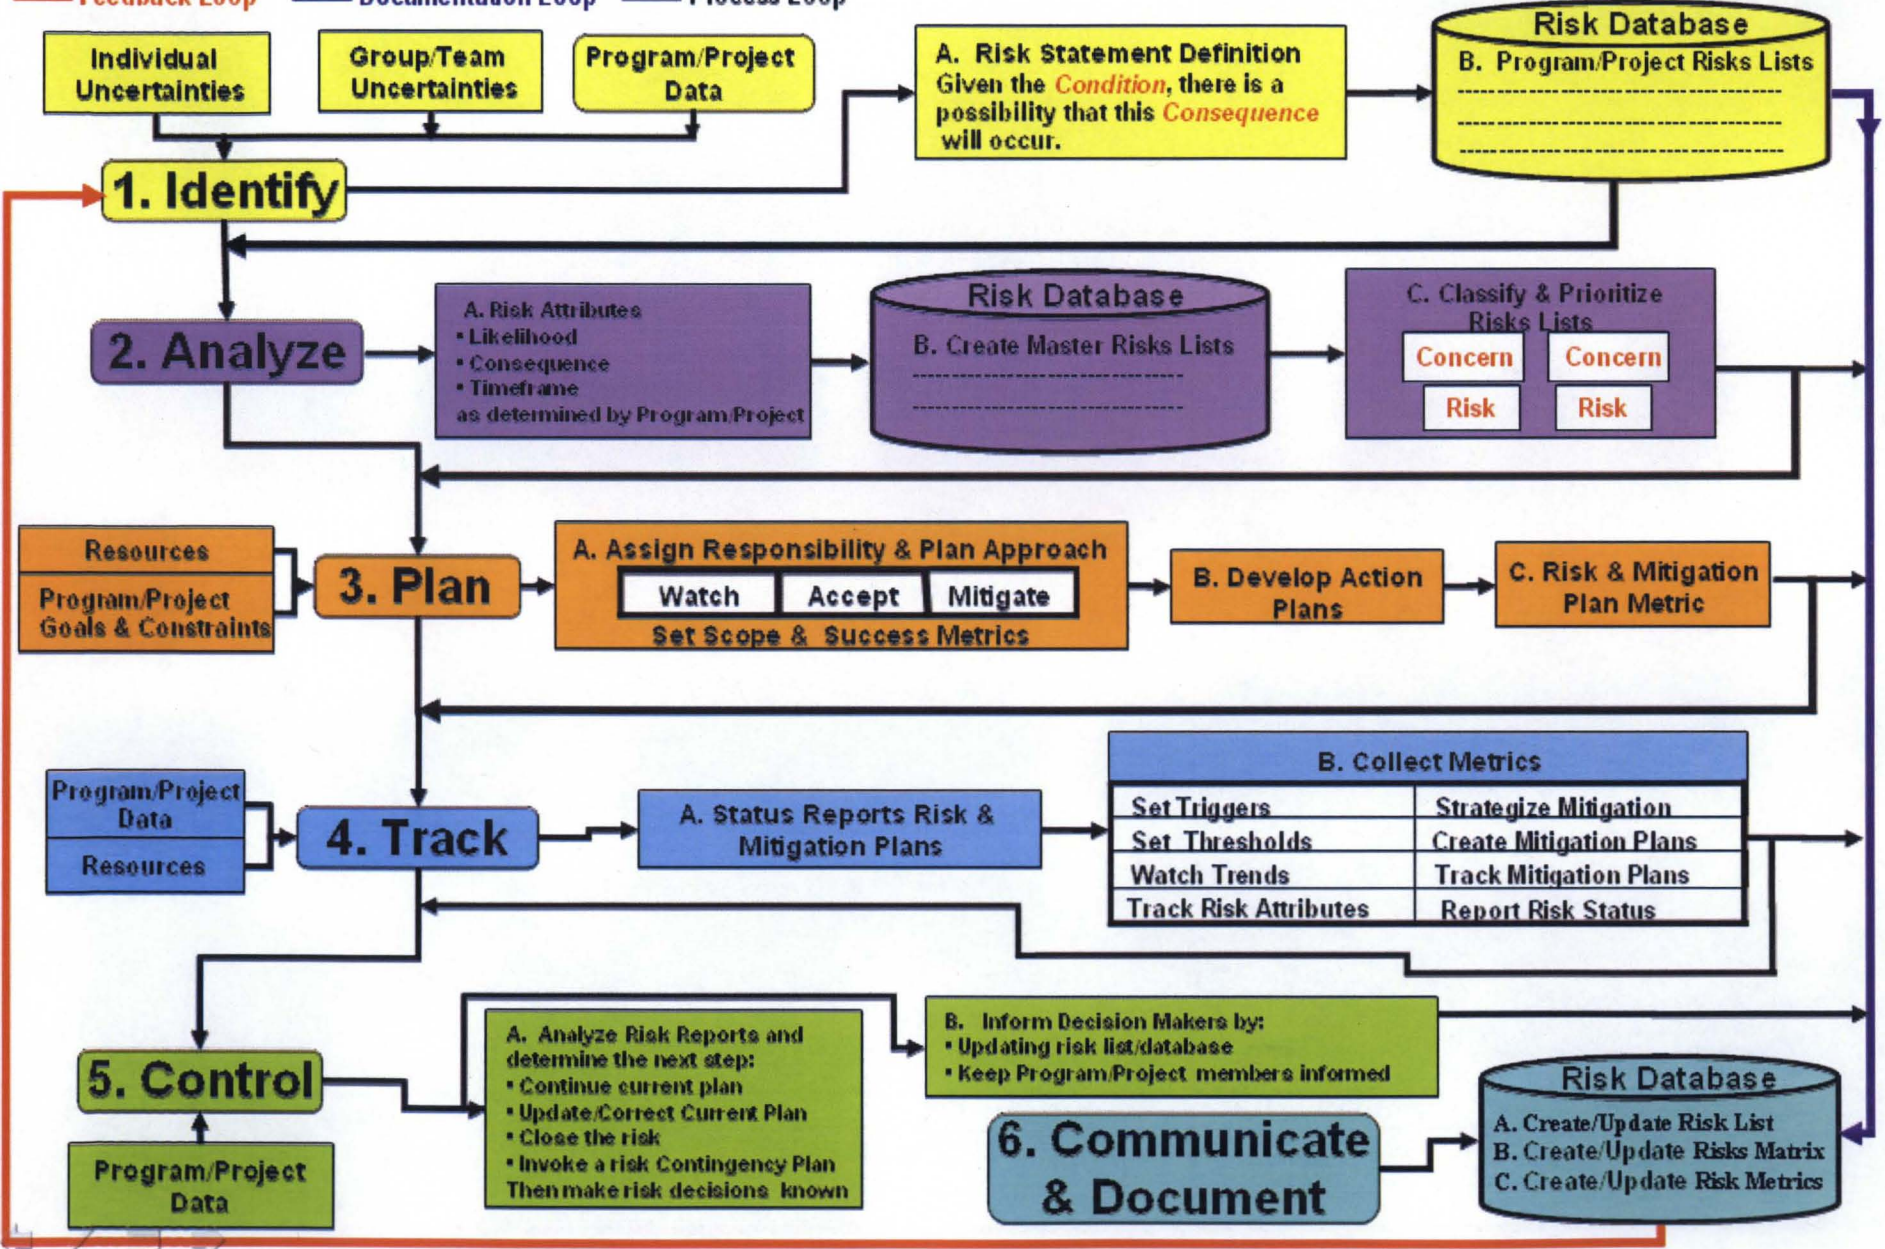 Feedback Loop Documentation Loop Process Loop
Individual
Uncertainties
Group/Team
Uncertainties
Program/Project
Data
A. Risk Statement Definition
Given the Condition, there is a
possibility that this Consequence
will occur.
Risk Database
B. Program/Project Risks Lists
1. Identify
2. Analyze
A. Risk Attributes
▪ Likelihood
▪ Consequence
▪ Timeframe
as determined by Program/Project
Risk Database
B. Create Master Risks Lists
C. Classify & Prioritize
Risks Lists
Concern Concern
Risk Risk
Resources
Program/Project
Goals & Constraints
3. Plan
A. Assign Responsibility & Plan Approach
Watch Accept Mitigate
Set Scope & Success Metrics
B. Develop Action
Plans
C. Risk & Mitigation
Plan Metric
Program/Project
Data
Resources
4. Track
A. Status Reports Risk &
Mitigation Plans
B. Collect Metrics
Set Triggers Strategize Mitigation
Set Thresholds Create Mitigation Plans
Watch Trends Track Mitigation Plans
Track Risk Attributes Report Risk Status
5. Control
Program/Project
Data
A. Analyze Risk Reports and
determine the next step:
▪ Continue current plan
▪ Update/Correct Current Plan
▪ Close the risk
▪ Invoke a risk Contingency Plan
Then make risk decisions known
B. Inform Decision Makers by:
▪ Updating risk list/database
▪ Keep Program/Project members informed
6. Communicate
& Document
Risk Database
A. Create/Update Risk List
B. Create/Update Risks Matrix
C. Create/Update Risk Metrics